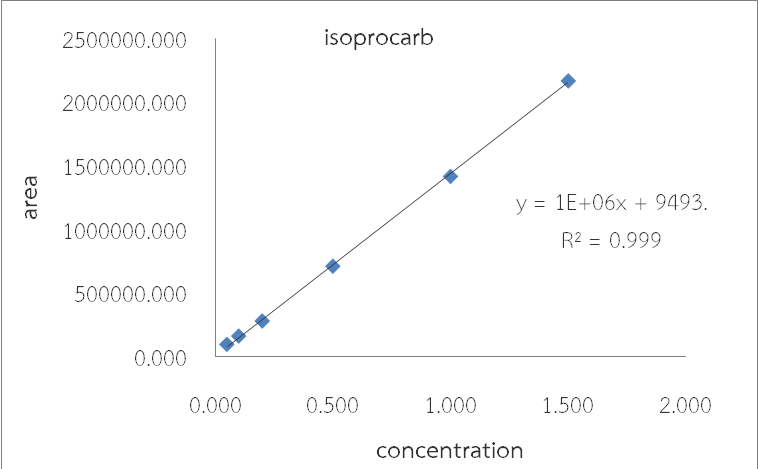 isoprocarb
2500000.000
2000000.000
1500000.000
1000000.000
500000.000
0.000
area
y = 1E+06x + 9493.
R² = 0.999
0.000 0.500 1.000 1.500 2.000
concentration